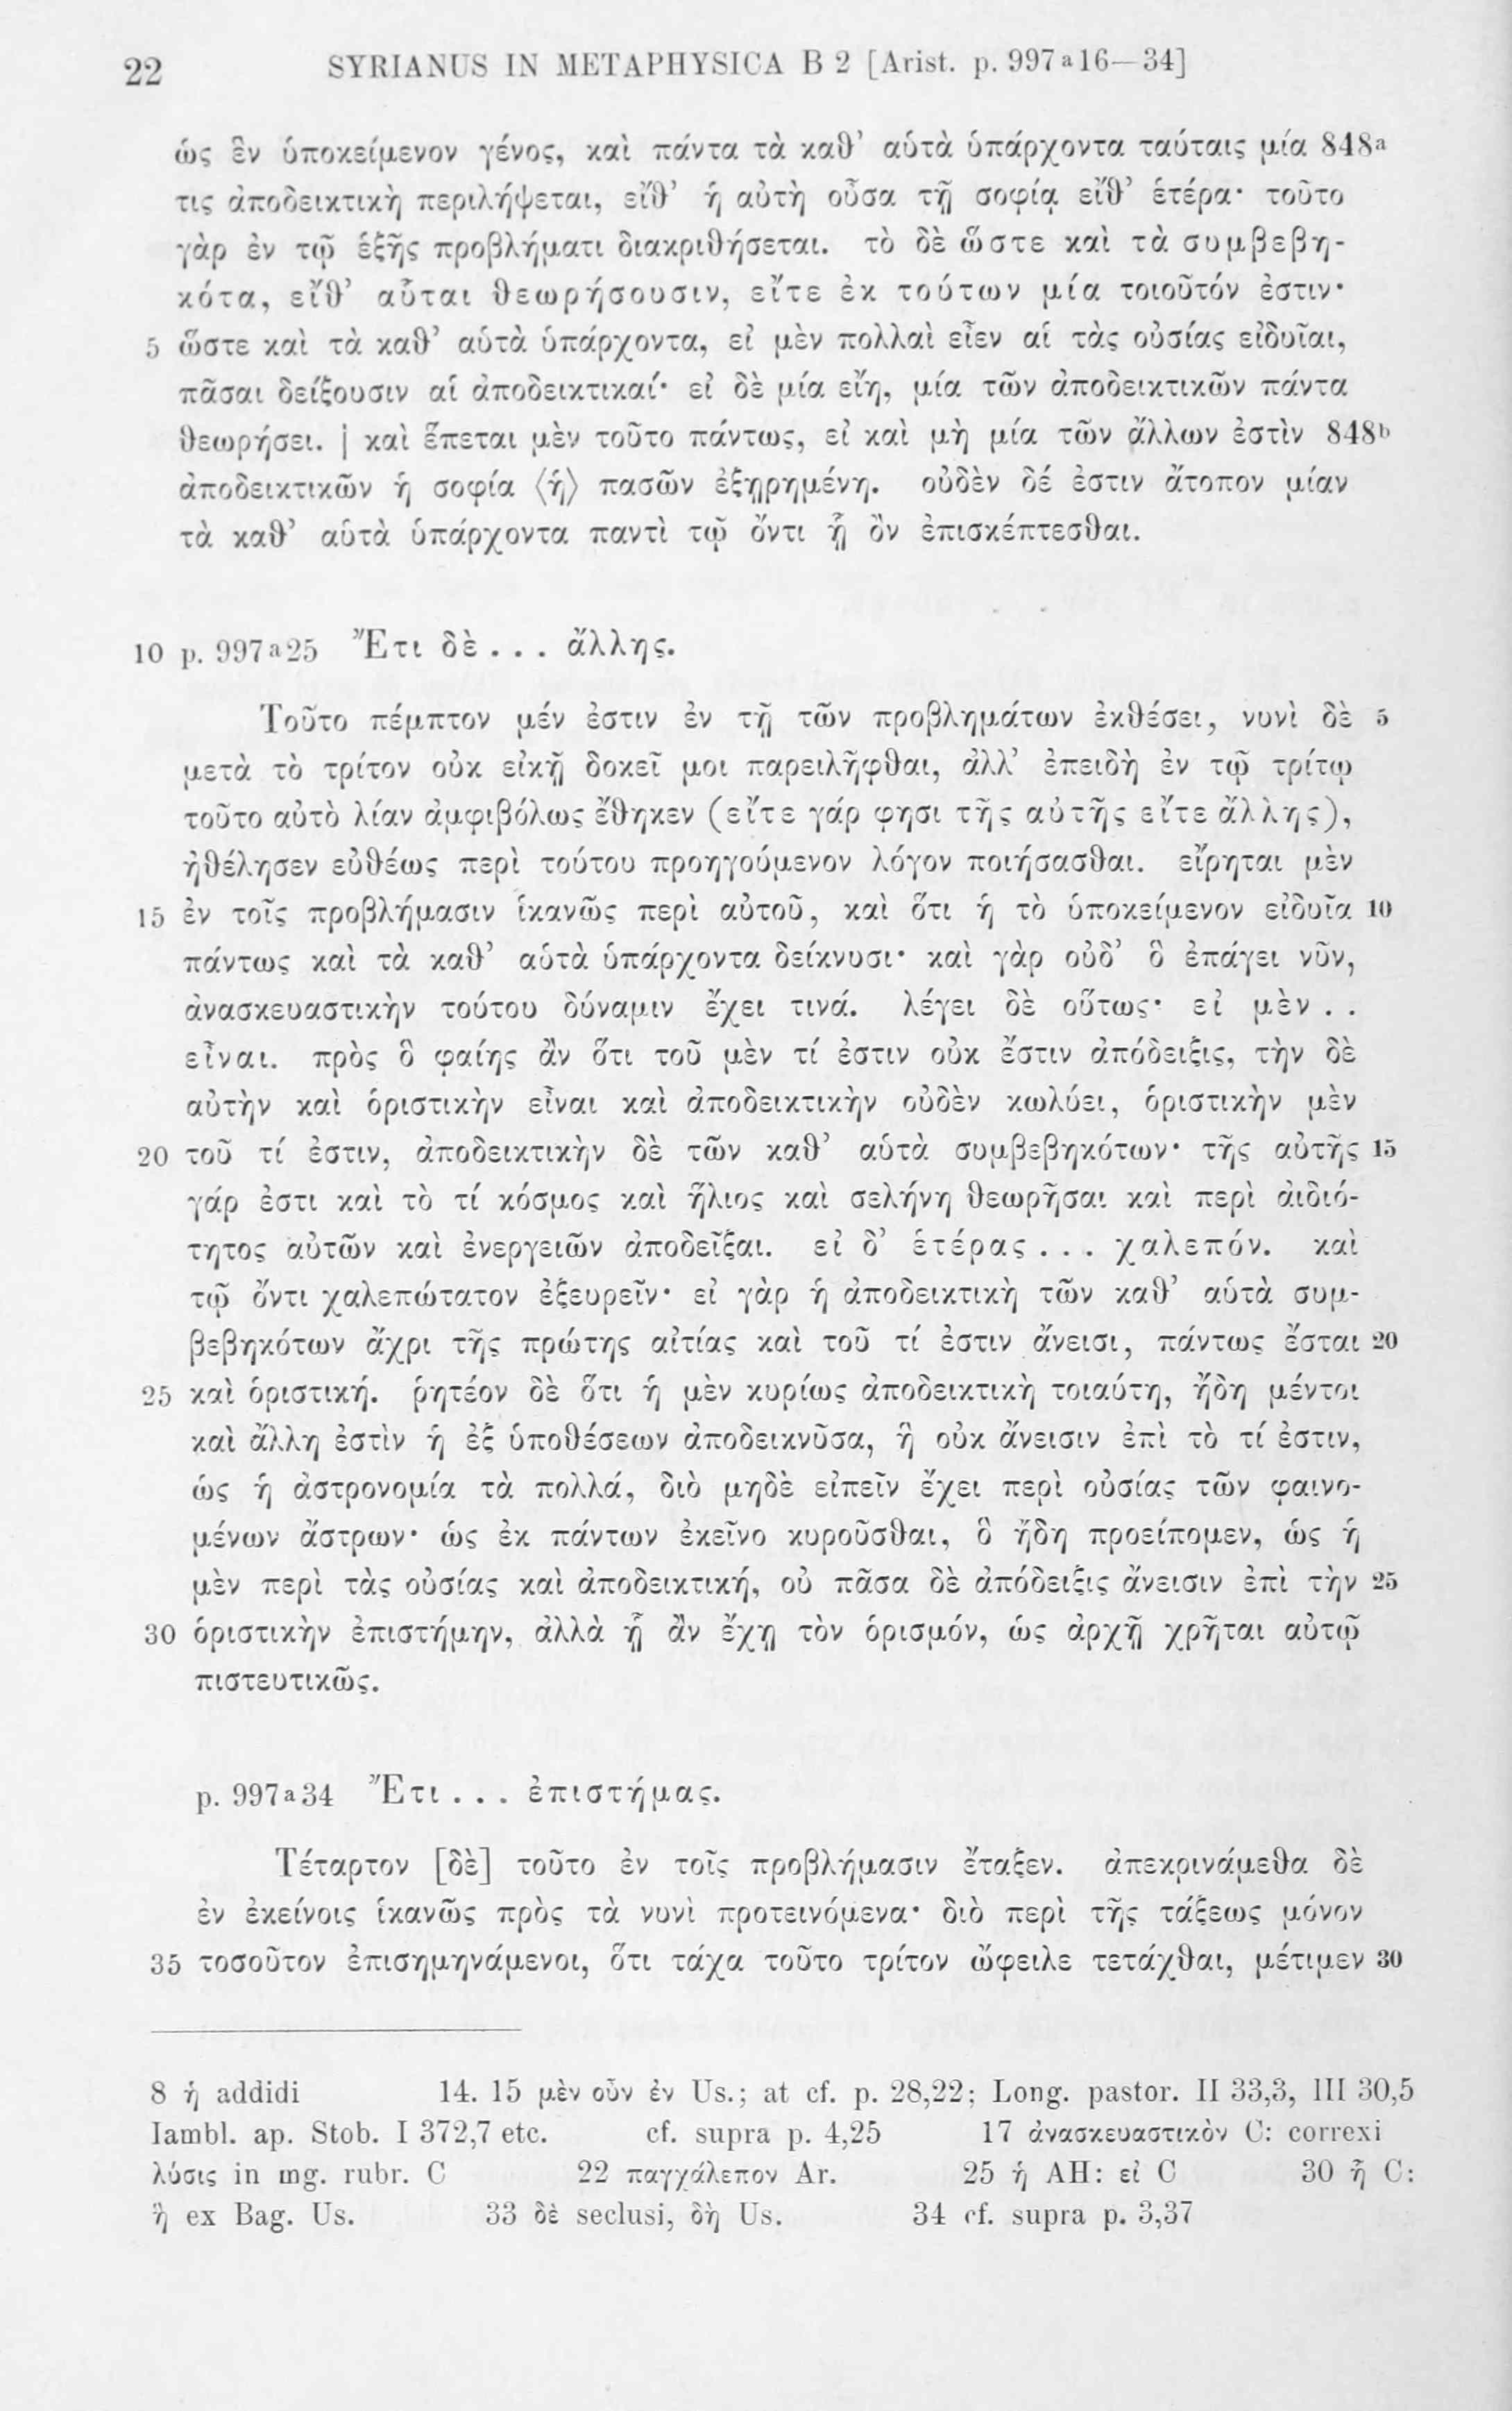 22 SYRIANUS IN METAPHYSICA B 2 [Arist. p. 997a16—34]
ὡς ἓν ὑποκείμενον γένος, καὶ πάντα τὰ καθ’ αὑτὰ ὑπάρχοντα ταύταις μία 848a
τις ἀποδεικτικὴ περιλήψεται, εἴθ’ ἡ αὐτὴ οὖσα τῇ σοφίᾳ εἴθ’ ἑτέρα· τοῦτο
γὰρ ἐν τῷ ἑξῆς προβλήματι διακριθήσεται. τὸ δὲ ὥστε καὶ τὰ συμβεβη-
κότα, εἴθ’ αὗται θεωρήσουσιν, εἴτε ἐκ τούτων μία τοιοῦτόν ἐστιν·
5 ὥστε καὶ τὰ καθ’ αὑτὰ ὑπάρχοντα, εἰ μὲν πολλαὶ εἶεν αἱ τὰς οὐσίας εἰδυῖαι,
πᾶσαι δείξουσιν αἱ ἀποδεικτικαί· εἰ δὲ μία εἴη, μία τῶν ἀποδεικτικῶν πάντα
θεωρήσει. | καὶ ἕπεται μὲν τοῦτο πάντως, εἰ καὶ μὴ μία τῶν ἄλλων ἐστὶν 848b
ἀποδεικτικῶν ἡ σοφία ⟨ἡ⟩ πασῶν ἐξῃρημένη. οὐδὲν δέ ἐστιν ἄτοπον μίαν
τὰ καθ’ αὑτὰ ὑπάρχοντα παντὶ τῷ ὄντι ᾗ ὂν ἐπισκέπτεσθαι.
10 p. 997a25 Ἔτι δὲ . . . ἄλλης.
Τοῦτο πέμπτον μέν ἐστιν ἐν τῇ τῶν προβλημάτων ἐκθέσει, νυνὶ δὲ 5
μετὰ τὸ τρίτον οὐκ εἰκῇ δοκεῖ μοι παρειλῆφθαι, ἀλλ’ ἐπειδὴ ἐν τῷ τρίτῳ
τοῦτο αὐτὸ λίαν ἀμφιβόλως ἔθηκεν (εἴτε γάρ φησι τῆς αὐτῆς εἴτε ἄλλης),
ἠθέλησεν εὐθέως περὶ τούτου προηγούμενον λόγον ποιήσασθαι. εἴρηται μὲν
15 ἐν τοῖς προβλήμασιν ἱκανῶς περὶ αὐτοῦ, καὶ ὅτι ἡ τὸ ὑποκείμενον εἰδυῖα 10
πάντως καὶ τὰ καθ’ αὑτὰ ὑπάρχοντα δείκνυσι· καὶ γὰρ οὐδ’ ὃ ἐπάγει νῦν,
ἀνασκευαστικὴν τούτου δύναμιν ἔχει τινά. λέγει δὲ οὕτως· εἰ μὲν . .
εἶναι. πρὸς ὃ φαίης ἂν ὅτι τοῦ μὲν τί ἐστιν οὐκ ἔστιν ἀπόδειξις, τὴν δὲ
αὐτὴν καὶ ὁριστικὴν εἶναι καὶ ἀποδεικτικὴν οὐδὲν κωλύει, ὁριστικὴν μὲν
20 τοῦ τί ἐστιν, ἀποδεικτικὴν δὲ τῶν καθ’ αὑτὰ συμβεβηκότων· τῆς αὐτῆς 15
γάρ ἐστι καὶ τὸ τί κόσμος καὶ ἥλιος καὶ σελήνη θεωρῆσαι καὶ περὶ ἀιδιό-
τητος αὐτῶν καὶ ἐνεργειῶν ἀποδεῖξαι. εἰ δ’ ἑτέρας . . . χαλεπόν. καὶ
τῷ ὄντι χαλεπώτατον ἐξευρεῖν· εἰ γὰρ ἡ ἀποδεικτικὴ τῶν καθ’ αὑτὰ συμ-
βεβηκότων ἄχρι τῆς πρώτης αἰτίας καὶ τοῦ τί ἐστιν ἄνεισι, πάντως ἔσται 20
25 καὶ ὁριστική. ῥητέον δὲ ὅτι ἡ μὲν κυρίως ἀποδεικτικὴ τοιαύτη, ἤδη μέντοι
καὶ ἄλλη ἐστὶν ἡ ἐξ ὑποθέσεων ἀποδεικνῦσα, ἣ οὐκ ἄνεισιν ἐπὶ τὸ τί ἐστιν,
ὡς ἡ ἀστρονομία τὰ πολλά, διὸ μηδὲ εἰπεῖν ἔχει περὶ οὐσίας τῶν φαινο-
μένων ἄστρων· ὡς ἐκ πάντων ἐκεῖνο κυροῦσθαι, ὃ ἤδη προείπομεν, ὡς ἡ
μὲν περὶ τὰς οὐσίας καὶ ἀποδεικτική, οὐ πᾶσα δὲ ἀπόδειξις ἄνεισιν ἐπὶ τὴν 25
30 ὁριστικὴν ἐπιστήμην, ἀλλὰ ᾗ ἂν ἔχῃ τὸν ὁρισμόν, ὡς ἀρχῇ χρῆται αὐτῷ
πιστευτικῶς.
p. 997a34 Ἔτι . . . ἐπιστήμας.
Τέταρτον [δὲ] τοῦτο ἐν τοῖς προβλήμασιν ἔταξεν. ἀπεκρινάμεθα δὲ
ἐν ἐκείνοις ἱκανῶς πρὸς τὰ νυνὶ προτεινόμενα· διὸ περὶ τῆς τάξεως μόνον
35 τοσοῦτον ἐπισημηνάμενοι, ὅτι τάχα τοῦτο τρίτον ὤφειλε τετάχθαι, μέτιμεν 30
8 ἡ addidi 14. 15 μὲν οὖν ἐν Us.; at cf. p. 28,22; Long. pastor. II 33,3, III 30,5
Iambl. ap. Stob. I 372,7 etc. cf. supra p. 4,25 17 ἀνασκευαστικὸν C: correxi
λύσις in mg. rubr. C 22 παγχάλεπον Ar. 25 ἡ AH: εἰ C 30 ᾗ C:
ἣ ex Bag. Us. 33 δὲ seclusi, δὴ Us. 34 cf. supra p. 3,37